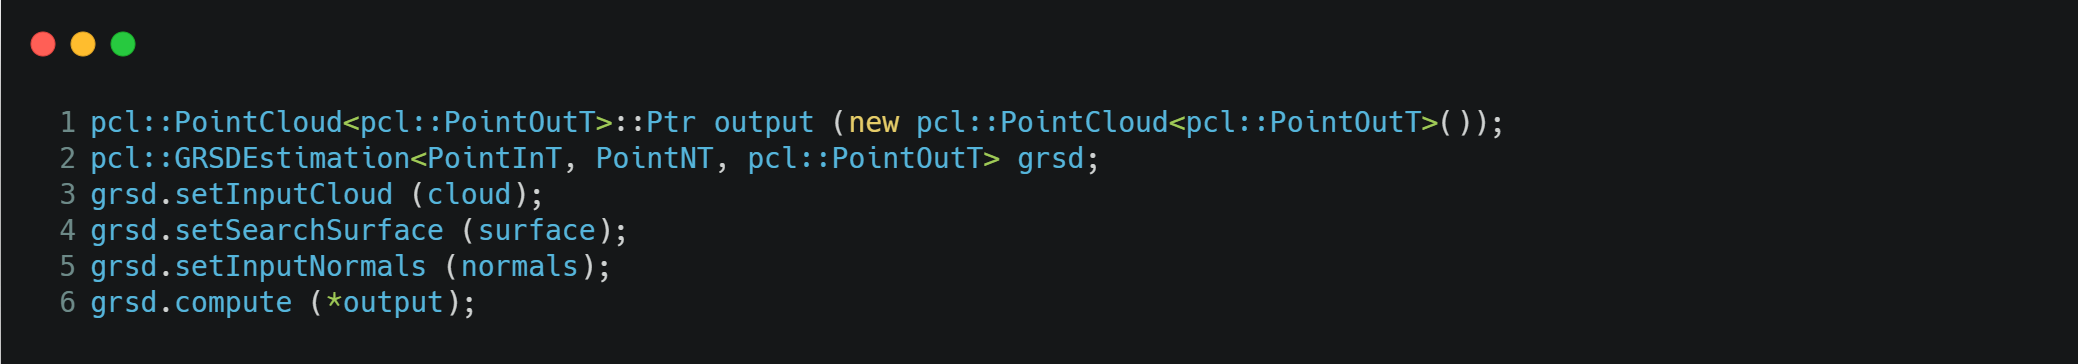 1 pcl::PointCloud<pcl::PointOutT>::Ptr output (new pcl::PointCloud<pcl::PointOutT>());
2 pcl::GRSDEstimation<PointInT, PointNT, pcl::PointOutT> grsd;
3 grsd.setInputCloud (cloud);
4 grsd.setSearchSurface (surface);
5 grsd.setInputNormals (normals);
6 grsd.compute (*output);